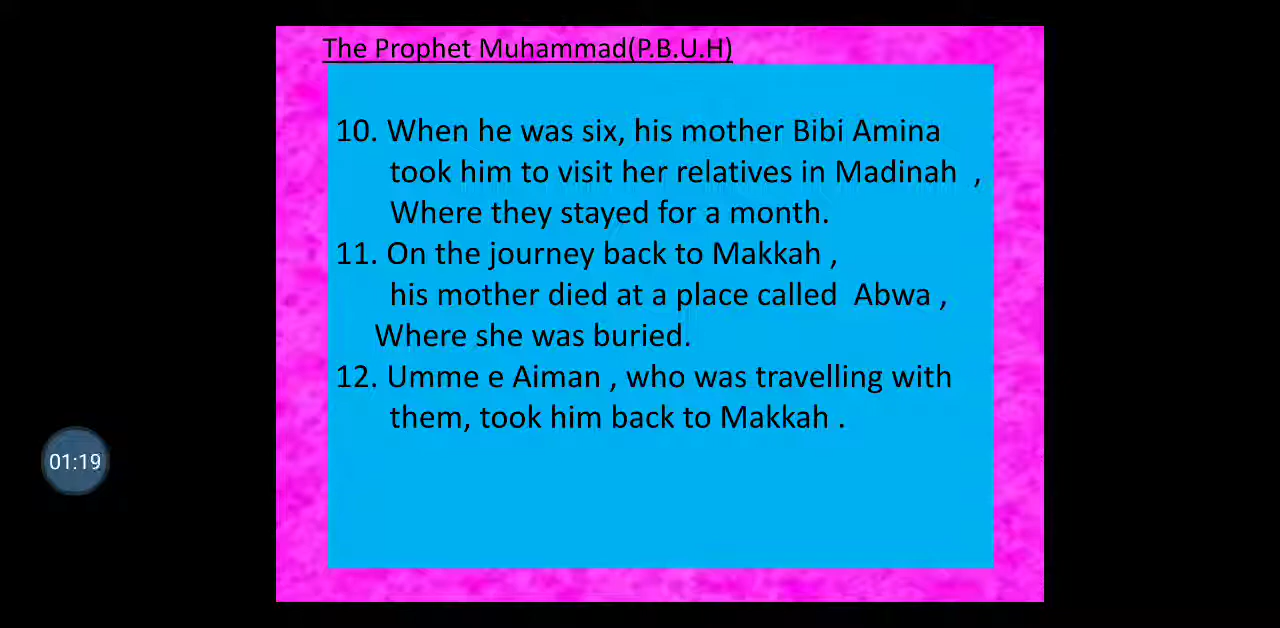 The Prophet Muhammad(P.B.U.H)
10. When he was six, his mother Bibi Amina
took him to visit her relatives in Madinah ,
Where they stayed for a month.
11. On the journey back to Makkah ,
his mother died at a place called Abwa ,
Where she was buried.
12. Umme e Aiman , who was travelling with
them, took him back to Makkah .
01:19